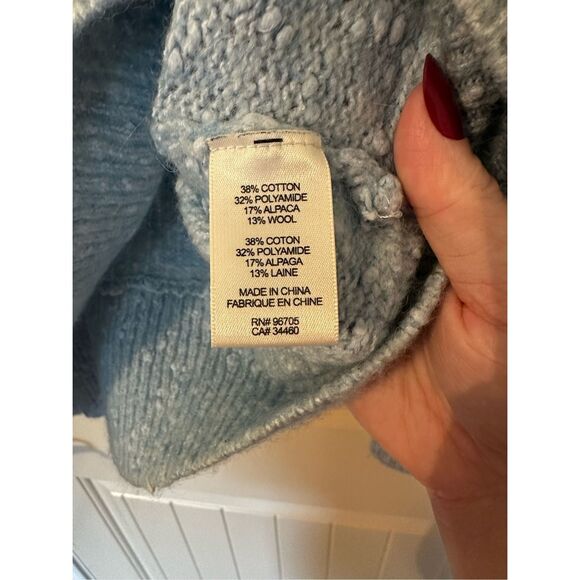 38% COTTON
32% POLYAMIDE
17% ALPACA
13% WOOL
38% COTON
32% POLYAMIDE
17% ALPAGA
13% LAINE
MADE IN CHINA
FABRIQUE EN CHINE
RN# 96705
CA# 34460